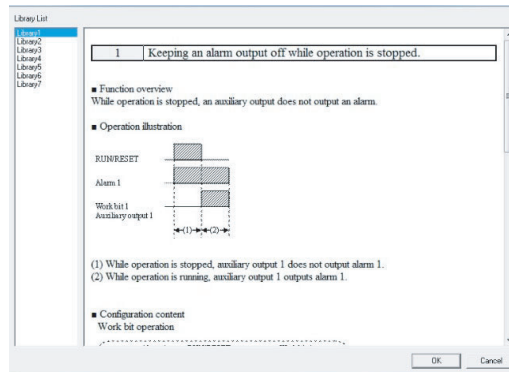 Library List
Library1
Library2
Library3
Library4
Library5
Library6
Library7
1 Keeping an alarm output off while operation is stopped.
■ Function overview
While operation is stopped, an auxiliary output does not output an alarm.
■ Operation illustration
RUN/RESET
Alarm 1
Work bit 1
Auxiliary output 1
(1) (2)
(1) While operation is stopped, auxiliary output 1 does not output alarm 1.
(2) While operation is running, auxiliary output 1 outputs alarm 1.
■ Configuration content
Work bit operation
OK Cancel